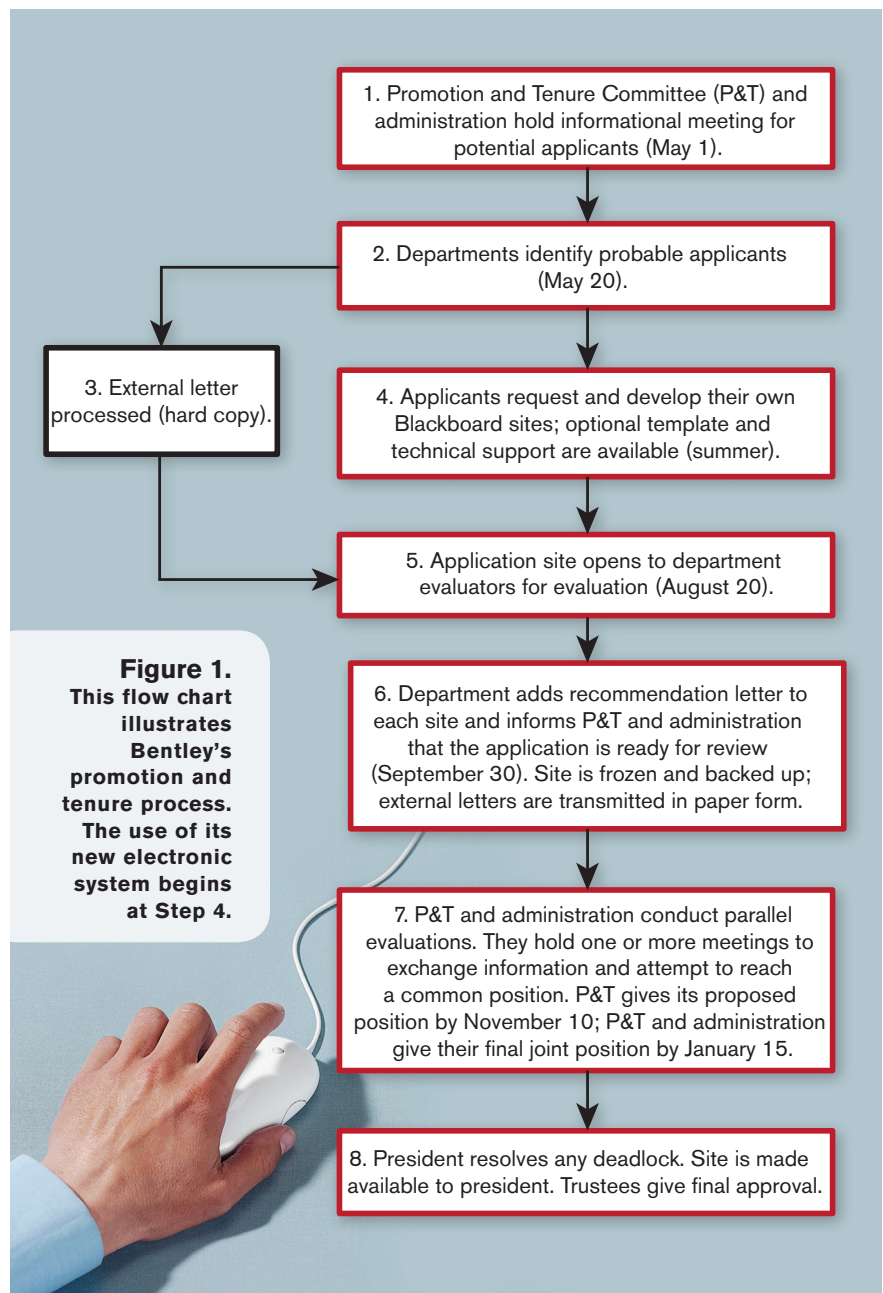 1. Promotion and Tenure Committee (P&T) and
administration hold informational meeting for
potential applicants (May 1).
2. Departments identify probable applicants
(May 20).
3. External letter
processed (hard copy).
4. Applicants request and develop their own
Blackboard sites; optional template and
technical support are available (summer).
5. Application site opens to department
evaluators for evaluation (August 20).
Figure 1.
This flow chart
illustrates
Bentley's
promotion and
tenure process.
The use of its
new electronic
system begins
at Step 4.
6. Department adds recommendation letter to
each site and informs P&T and administration
that the application is ready for review
(September 30). Site is frozen and backed up;
external letters are transmitted in paper form.
7. P&T and administration conduct parallel
evaluations. They hold one or more meetings to
exchange information and attempt to reach
a common position. P&T gives its proposed
position by November 10; P&T and administration
give their final joint position by January 15.
8. President resolves any deadlock. Site is made
available to president. Trustees give final approval.